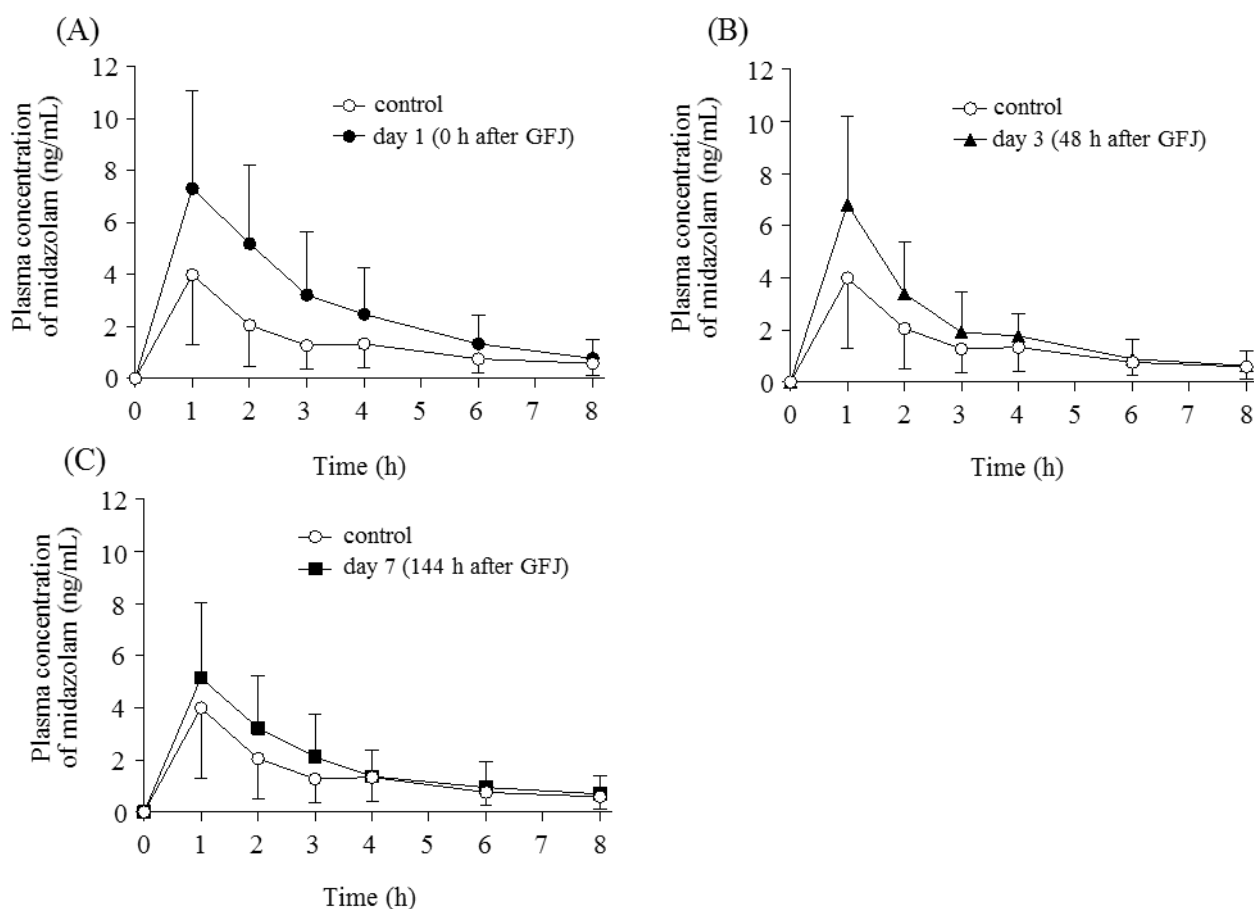 (A)
12
10
8
6
4
2
0
Plasma concentration
of midazolam (ng/mL)
control
day 1 (0 h after GFJ)
0 1 2 3 4 5 6 7 8
Time (h)
(B)
12
10
8
6
4
2
0
Plasma concentration
of midazolam (ng/mL)
control
day 3 (48 h after GFJ)
0 1 2 3 4 5 6 7 8
Time (h)
(C)
12
10
8
6
4
2
0
Plasma concentration
of midazolam (ng/mL)
control
day 7 (144 h after GFJ)
0 1 2 3 4 5 6 7 8
Time (h)